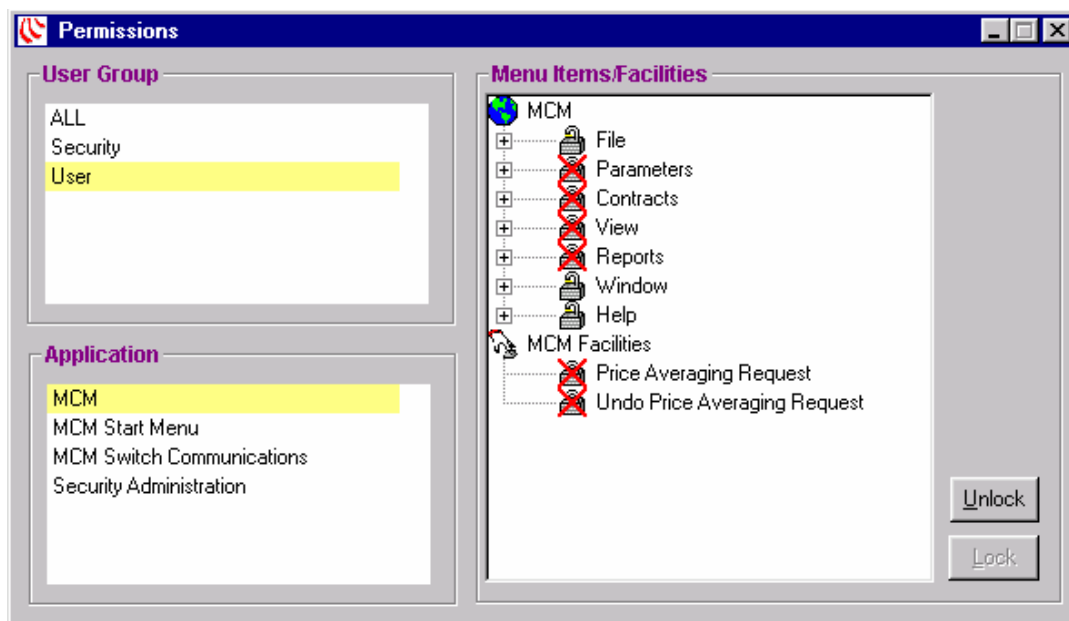 Permissions
User Group
ALL
Security
User
Application
MCM
MCM Start Menu
MCM Switch Communications
Security Administration
Menu Items/Facilities
MCM
File
Parameters
Contracts
View
Reports
Window
Help
MCM Facilities
Price Averaging Request
Undo Price Averaging Request
Unlock
Lock